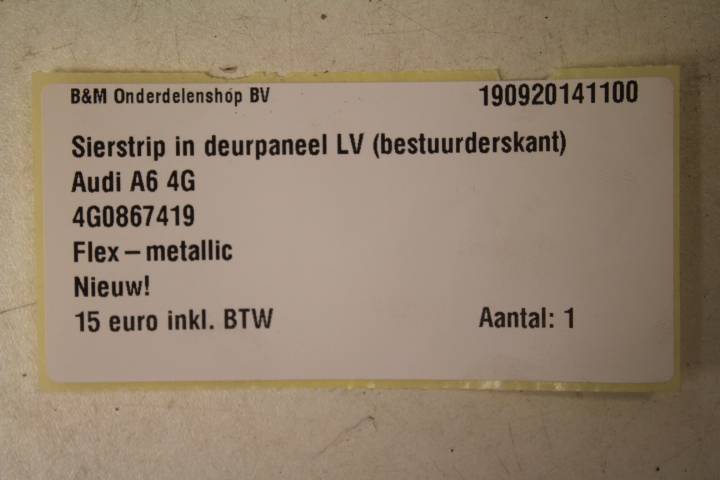 B&M Onderdelenshop BV 190920141100
Sierstrip in deurpaneel LV (bestuurderskant)
Audi A6 4G
4G0867419
Flex – metallic
Nieuw!
15 euro inkl. BTW Aantal: 1